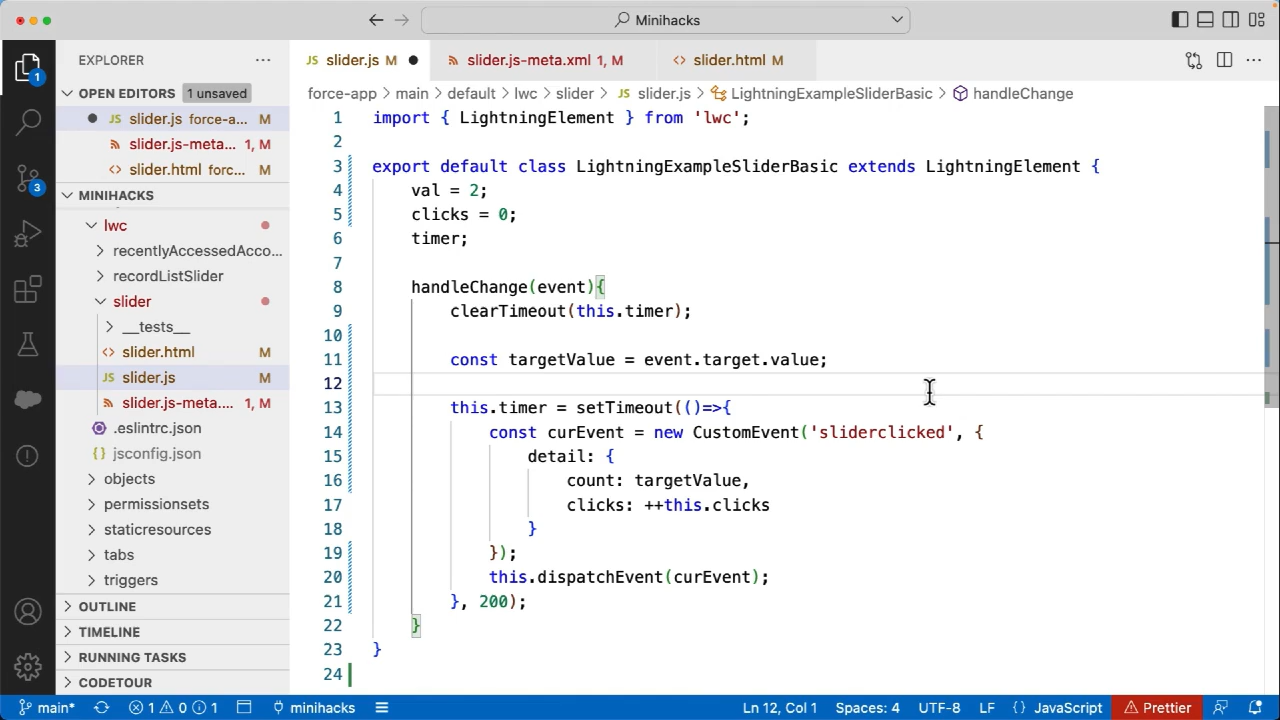 Minihacks
EXPLORER
slider.js M
slider.js-meta.xml 1, M
slider.html M
OPEN EDITORS 1 unsaved
force-app > main > default > lwc > slider > JS slider.js > LightningExampleSliderBasic > handleChange
JS slider.js force-a... M
slider.js-meta... 1, M
slider.html forc... M
MINIHACKS
lwc
recentlyAccessedAcco...
recordListSlider
slider
__tests__
slider.html M
JS slider.js M
slider.js-meta.... 1, M
.eslintrc.json
jsconfig.json
objects
permissionsets
staticresources
tabs
triggers
OUTLINE
TIMELINE
RUNNING TASKS
CODETOUR
1
3
1 import { LightningElement } from 'lwc';
2
3 export default class LightningExampleSliderBasic extends LightningElement {
4 val = 2;
5 clicks = 0;
6 timer;
7
8 handleChange(event){
9 clearTimeout(this.timer);
10
11 const targetValue = event.target.value;
12
13 this.timer = setTimeout(()=>{
14 const curEvent = new CustomEvent('sliderclicked', {
15 detail: {
16 count: targetValue,
17 clicks: ++this.clicks
18 }
19 });
20 this.dispatchEvent(curEvent);
21 }, 200);
22 }
23 }
24
main* 1 0 1 minihacks Ln 12, Col 1 Spaces: 4 UTF-8 LF {} JavaScript Prettier